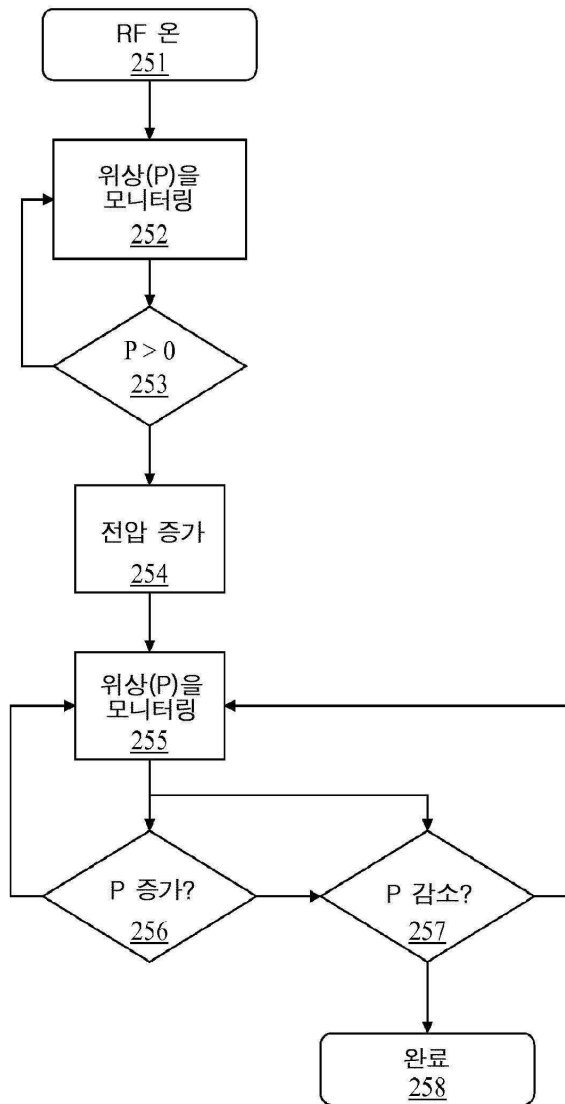 RF 온
251
위상(P)을
모니터링
252
P > 0
253
전압 증가
254
위상(P)을
모니터링
255
P 증가?
256
P 감소?
257
완료
258